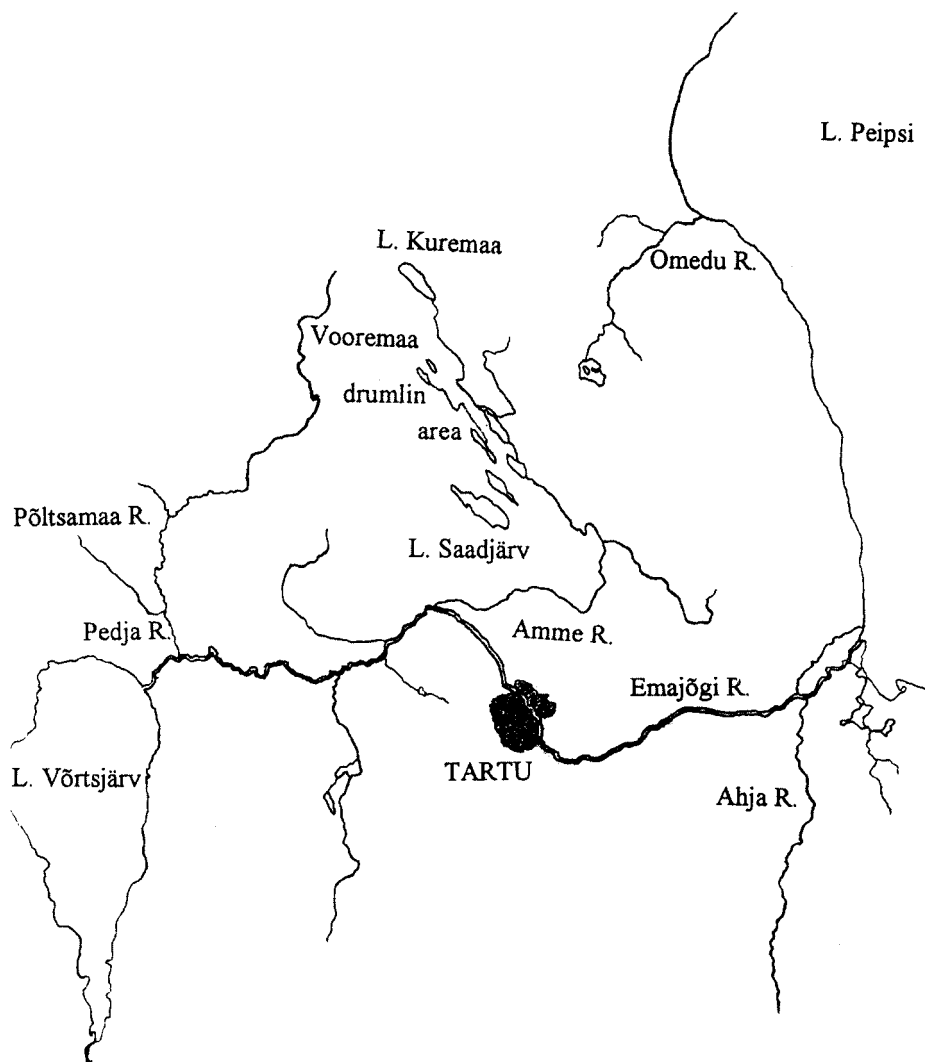 L. Peipsi
L. Kuremaa
Omedu R.
Vooremaa
drumlin
area
Põltsamaa R.
L. Saadjärv
Pedja R.
Amme R.
Emajõgi R.
L. Võrtsjärv
TARTU
Ahja R.